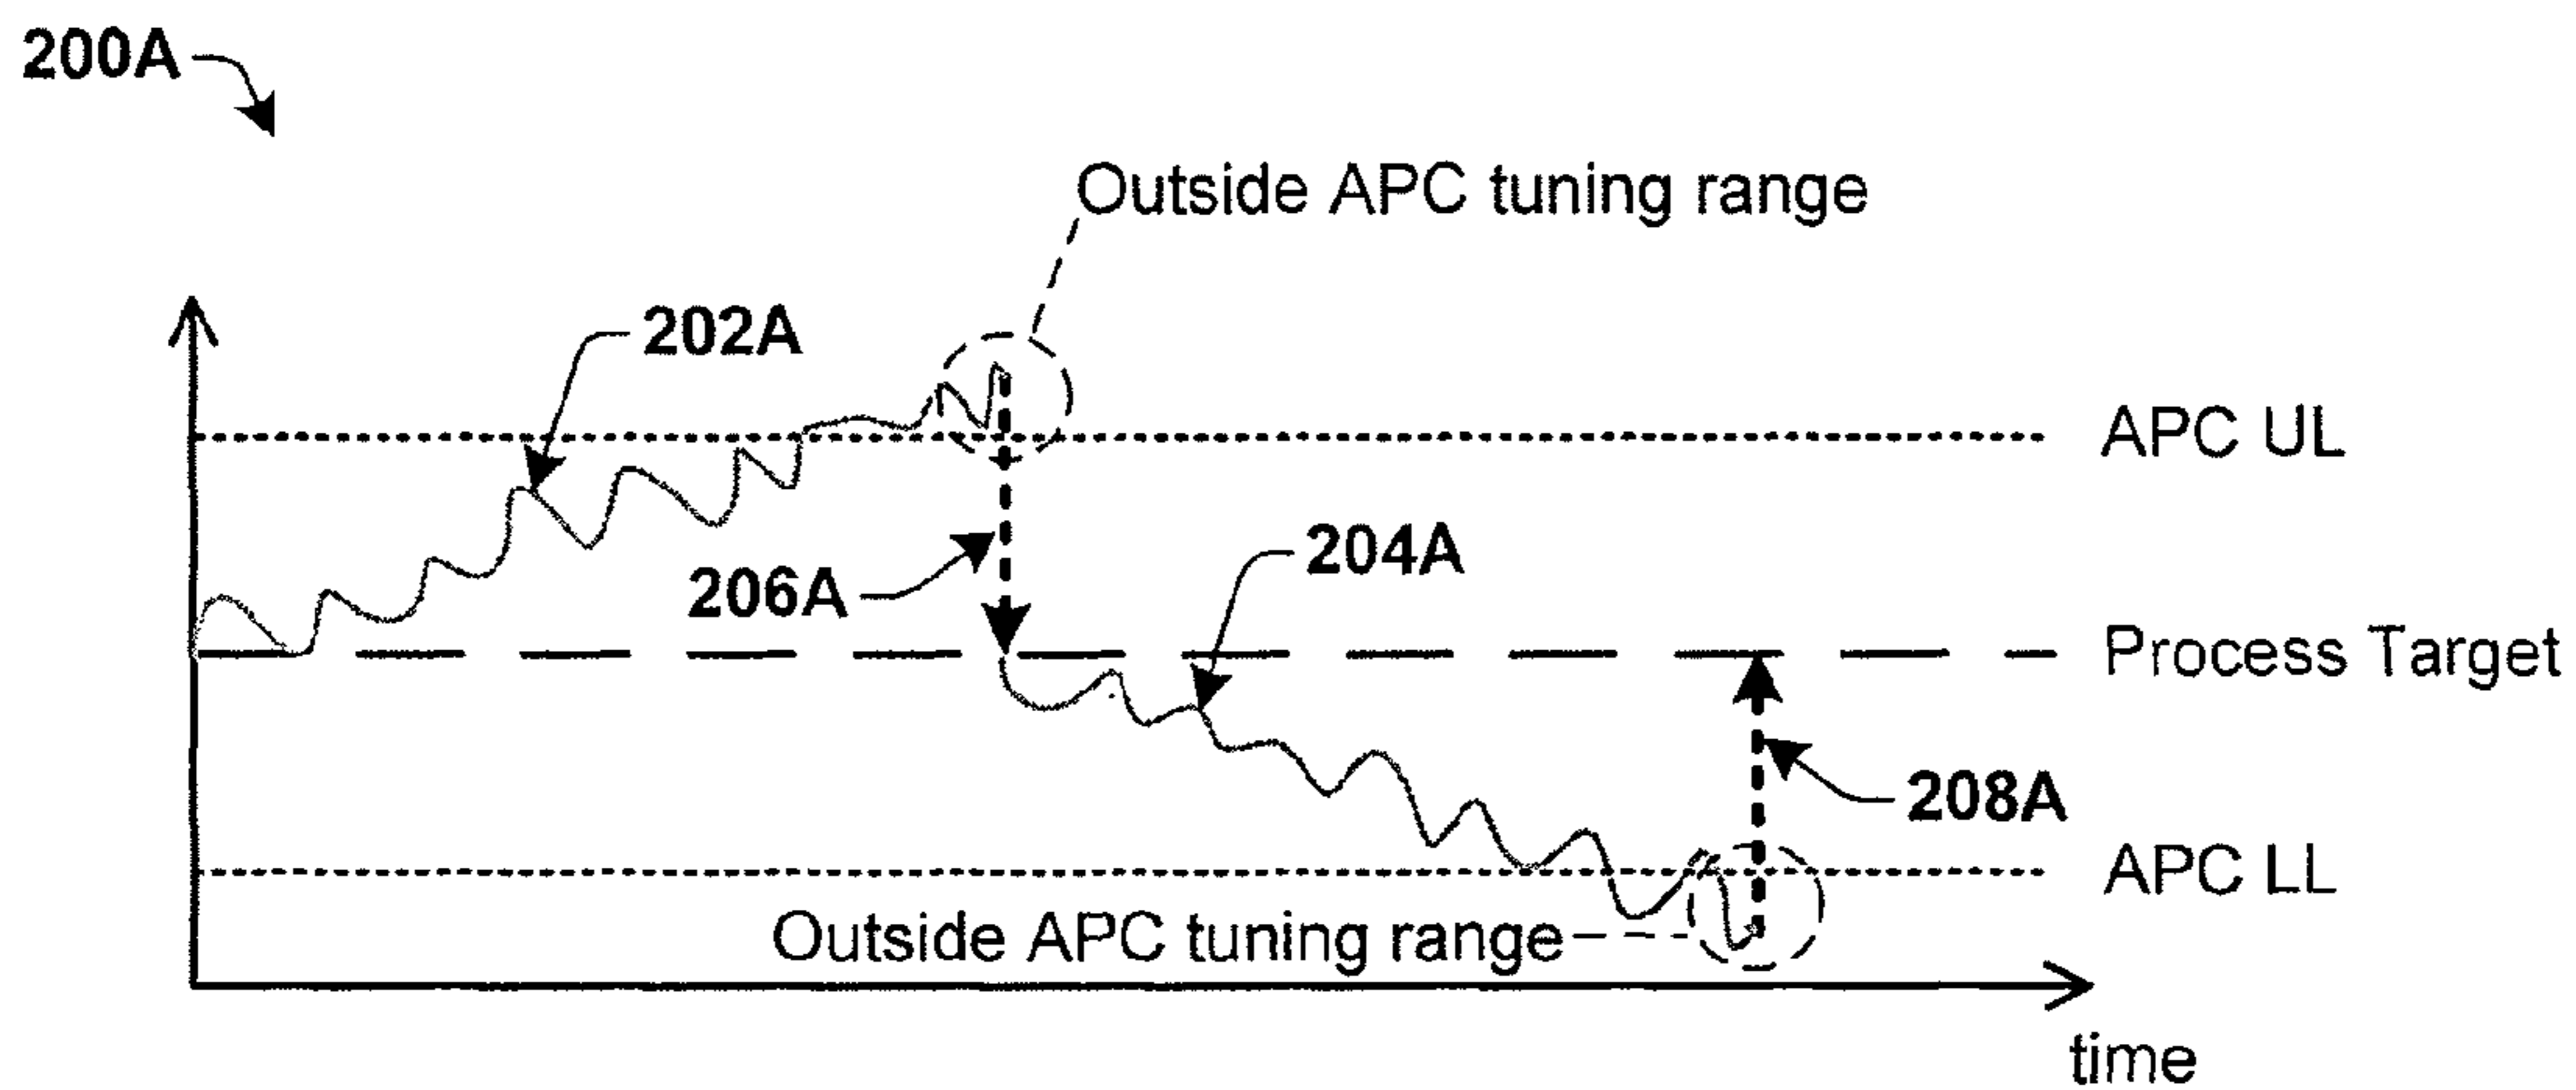 200A
Outside APC tuning range
202A
APC UL
204A
206A
Process Target
208A
APC LL
Outside APC tuning range
time